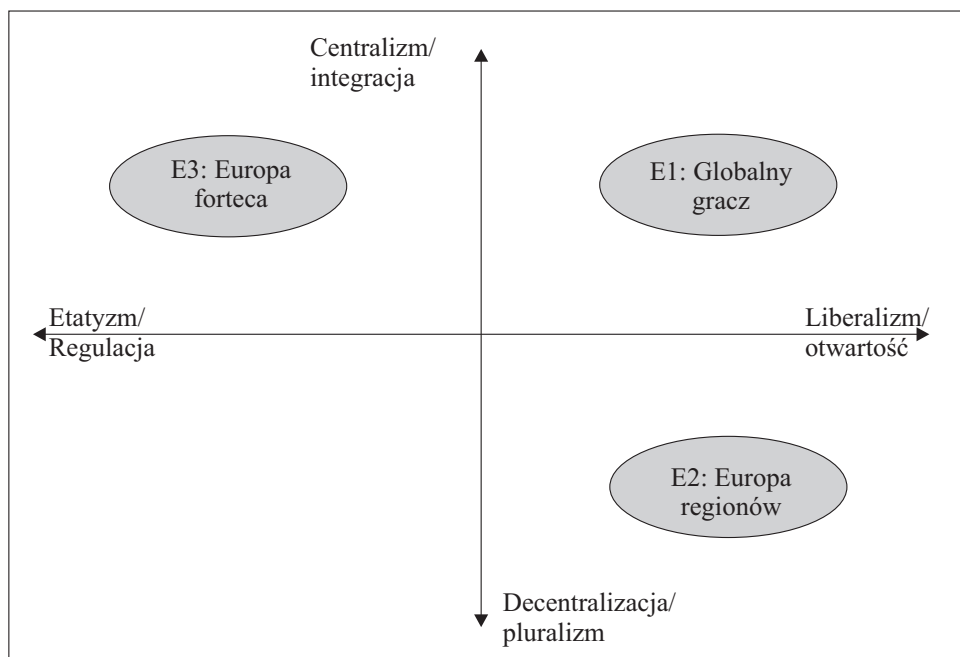 Centralizm/
integracja
E3: Europa
forteca
E1: Globalny
gracz
Etatyzm/
Regulacja
Liberalizm/
otwartość
E2: Europa
regionów
Decentralizacja/
pluralizm